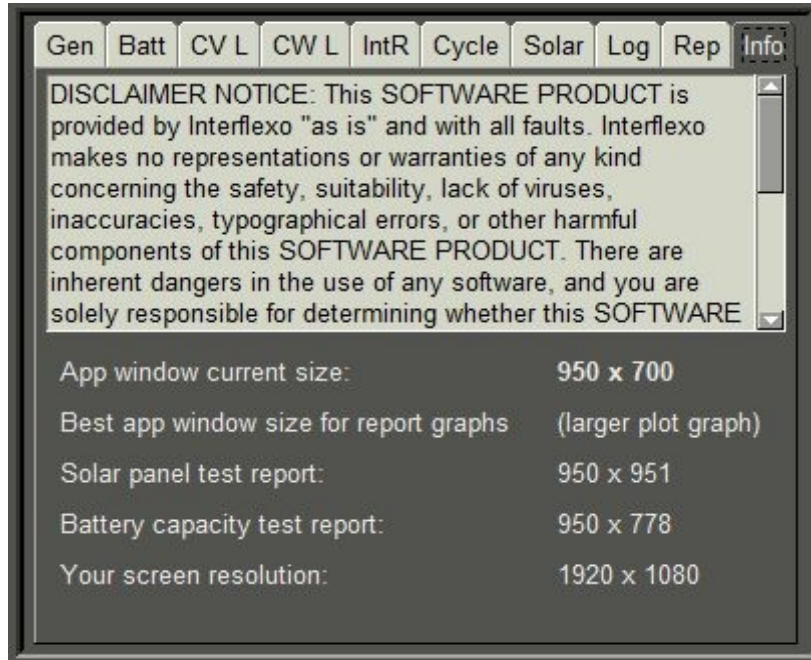 Gen Batt CV L CW L IntR Cycle Solar Log Rep Info
DISCLAIMER NOTICE: This SOFTWARE PRODUCT is
provided by Interflexo "as is" and with all faults. Interflexo
makes no representations or warranties of any kind
concerning the safety, suitability, lack of viruses,
inaccuracies, typographical errors, or other harmful
components of this SOFTWARE PRODUCT. There are
inherent dangers in the use of any software, and you are
solely responsible for determining whether this SOFTWARE
App window current size: 950 x 700
Best app window size for report graphs (larger plot graph)
Solar panel test report: 950 x 951
Battery capacity test report: 950 x 778
Your screen resolution: 1920 x 1080